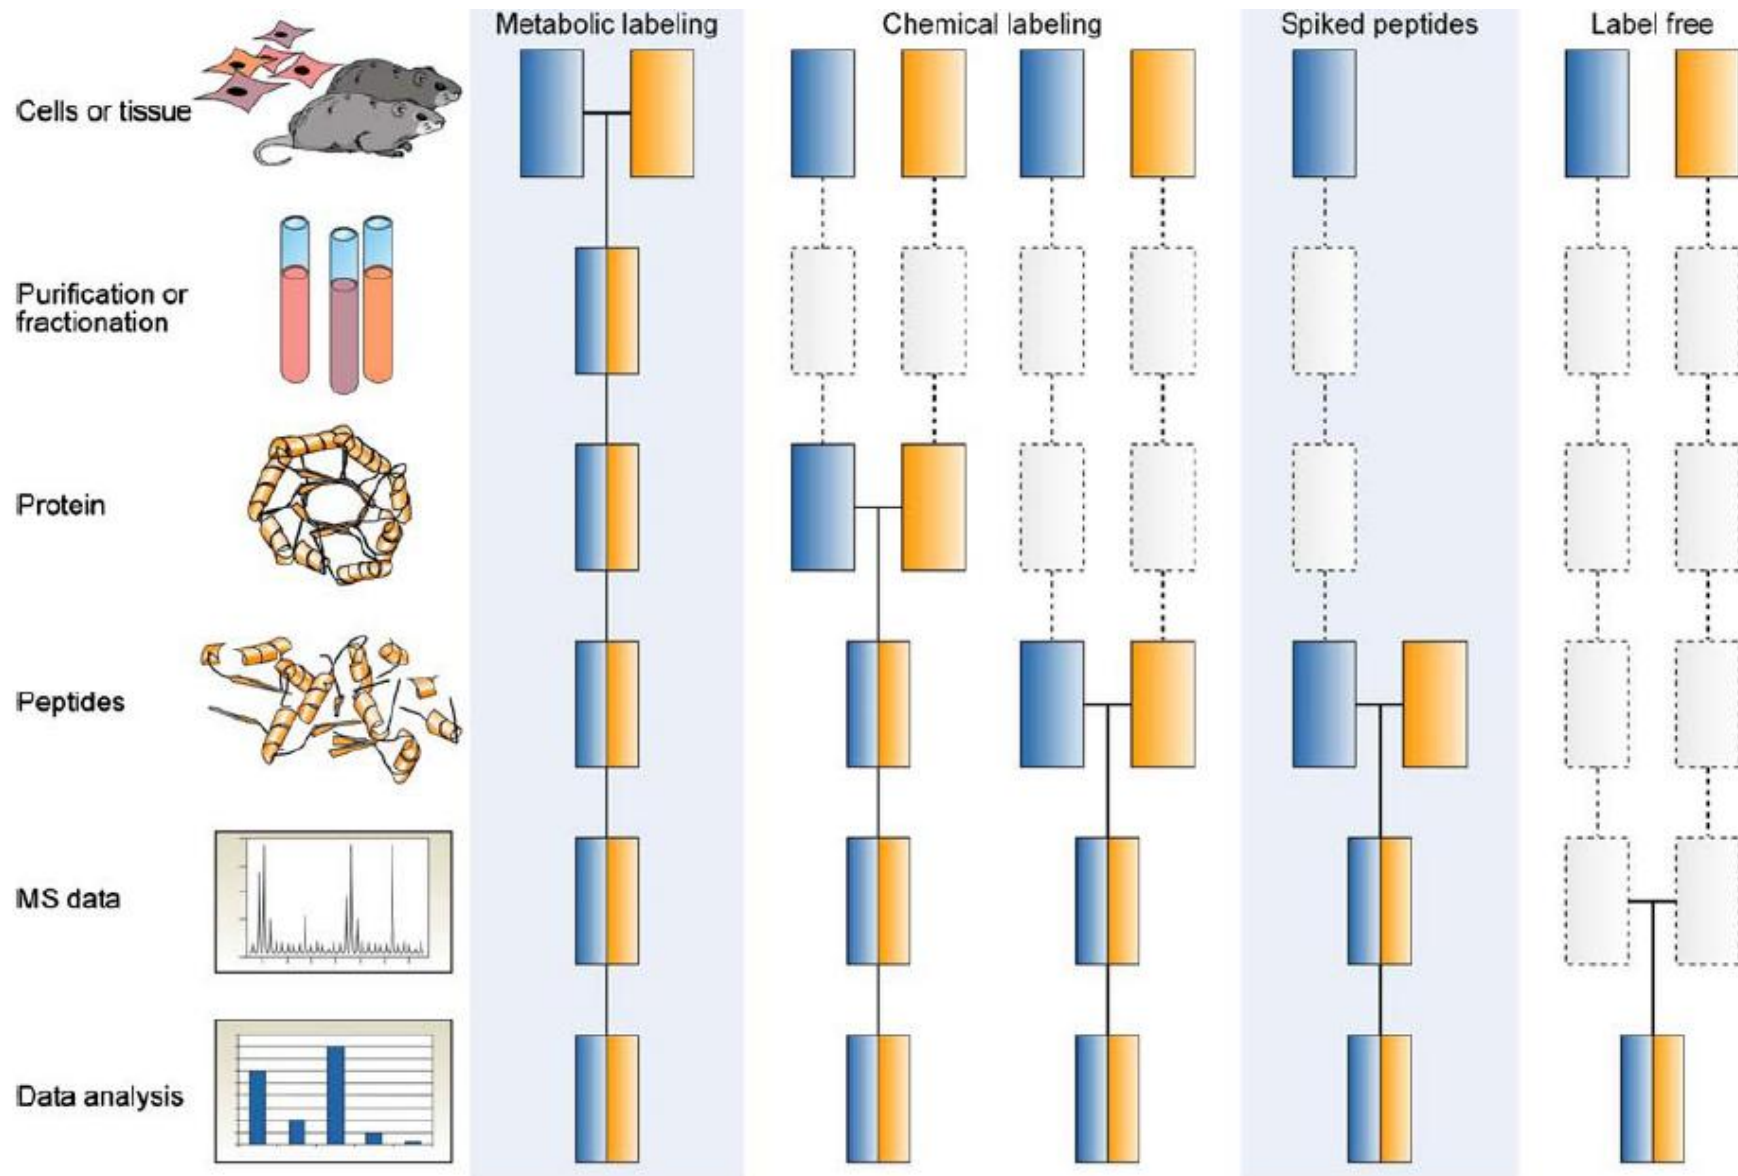 Metabolic labeling
Chemical labeling
Spiked peptides
Label free
Cells or tissue
Purification or
fractionation
Protein
Peptides
MS data
Data analysis